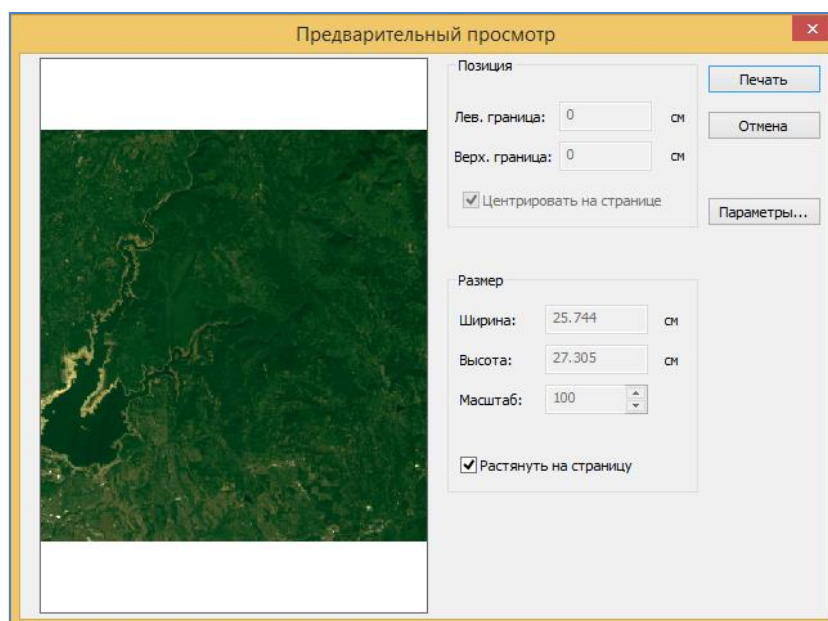 Предварительный просмотр
Позиция
Печать
Лев. граница: 0 см
Отмена
Верх. граница: 0 см
Центрировать на странице
Параметры...
Размер
Ширина: 25.744 см
Высота: 27.305 см
Масштаб: 100
Растянуть на страницу